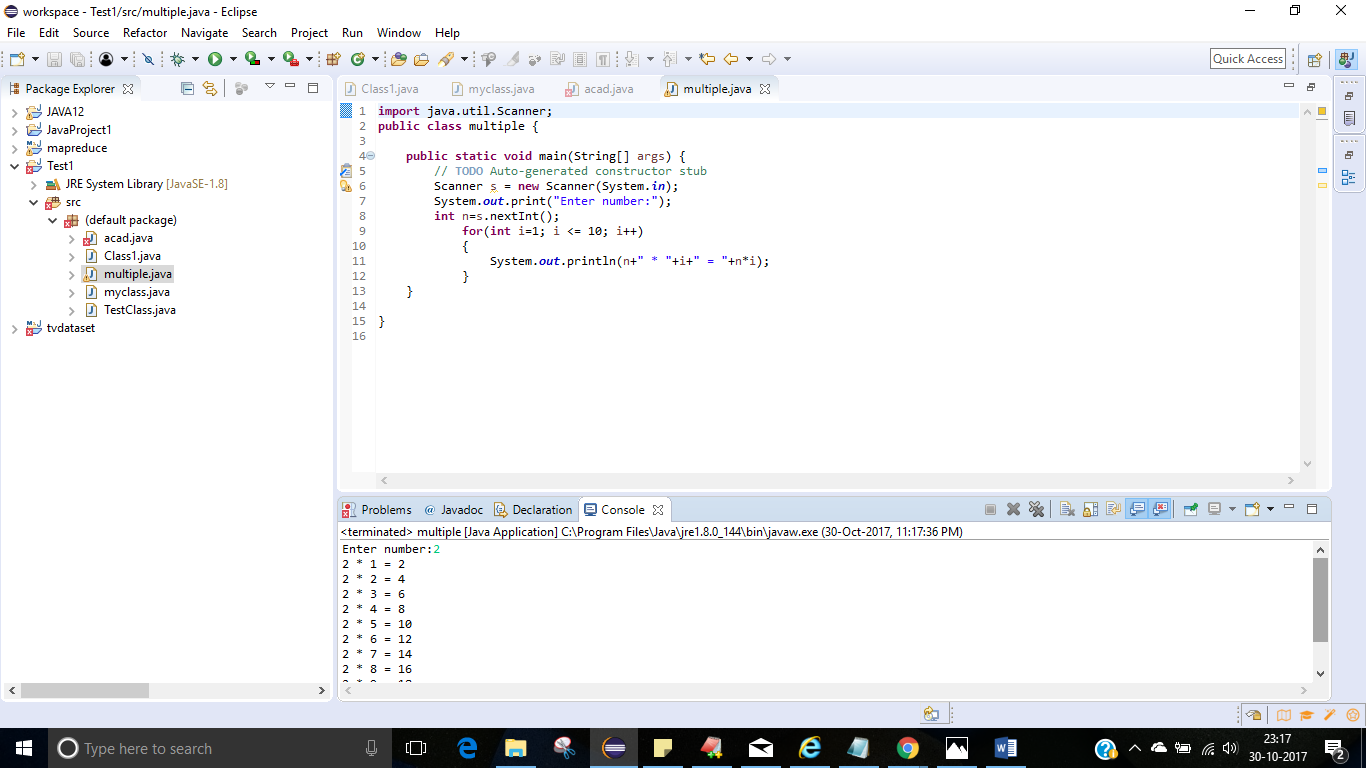 workspace - Test1/src/multiple.java - Eclipse
File Edit Source Refactor Navigate Search Project Run Window Help
Quick Access
Package Explorer
JAVA12
JavaProject1
mapreduce
Test1
JRE System Library [JavaSE-1.8]
src
(default package)
acad.java
Class1.java
multiple.java
myclass.java
TestClass.java
tvdataset
Class1.java myclass.java acad.java multiple.java
1 import java.util.Scanner;
2 public class multiple {
3
4 public static void main(String[] args) {
5 // TODO Auto-generated constructor stub
6 Scanner s = new Scanner(System.in);
7 System.out.print("Enter number:");
8 int n=s.nextInt();
9 for(int i=1; i <= 10; i++)
10 {
11 System.out.println(n+" * "+i+" = "+n*i);
12 }
13 }
14
15 }
16
Problems @ Javadoc Declaration Console
<terminated> multiple [Java Application] C:\Program Files\Java\jre1.8.0_144\bin\javaw.exe (30-Oct-2017, 11:17:36 PM)
Enter number:2
2 * 1 = 2
2 * 2 = 4
2 * 3 = 6
2 * 4 = 8
2 * 5 = 10
2 * 6 = 12
2 * 7 = 14
2 * 8 = 16
Type here to search
23:17
30-10-2017
2